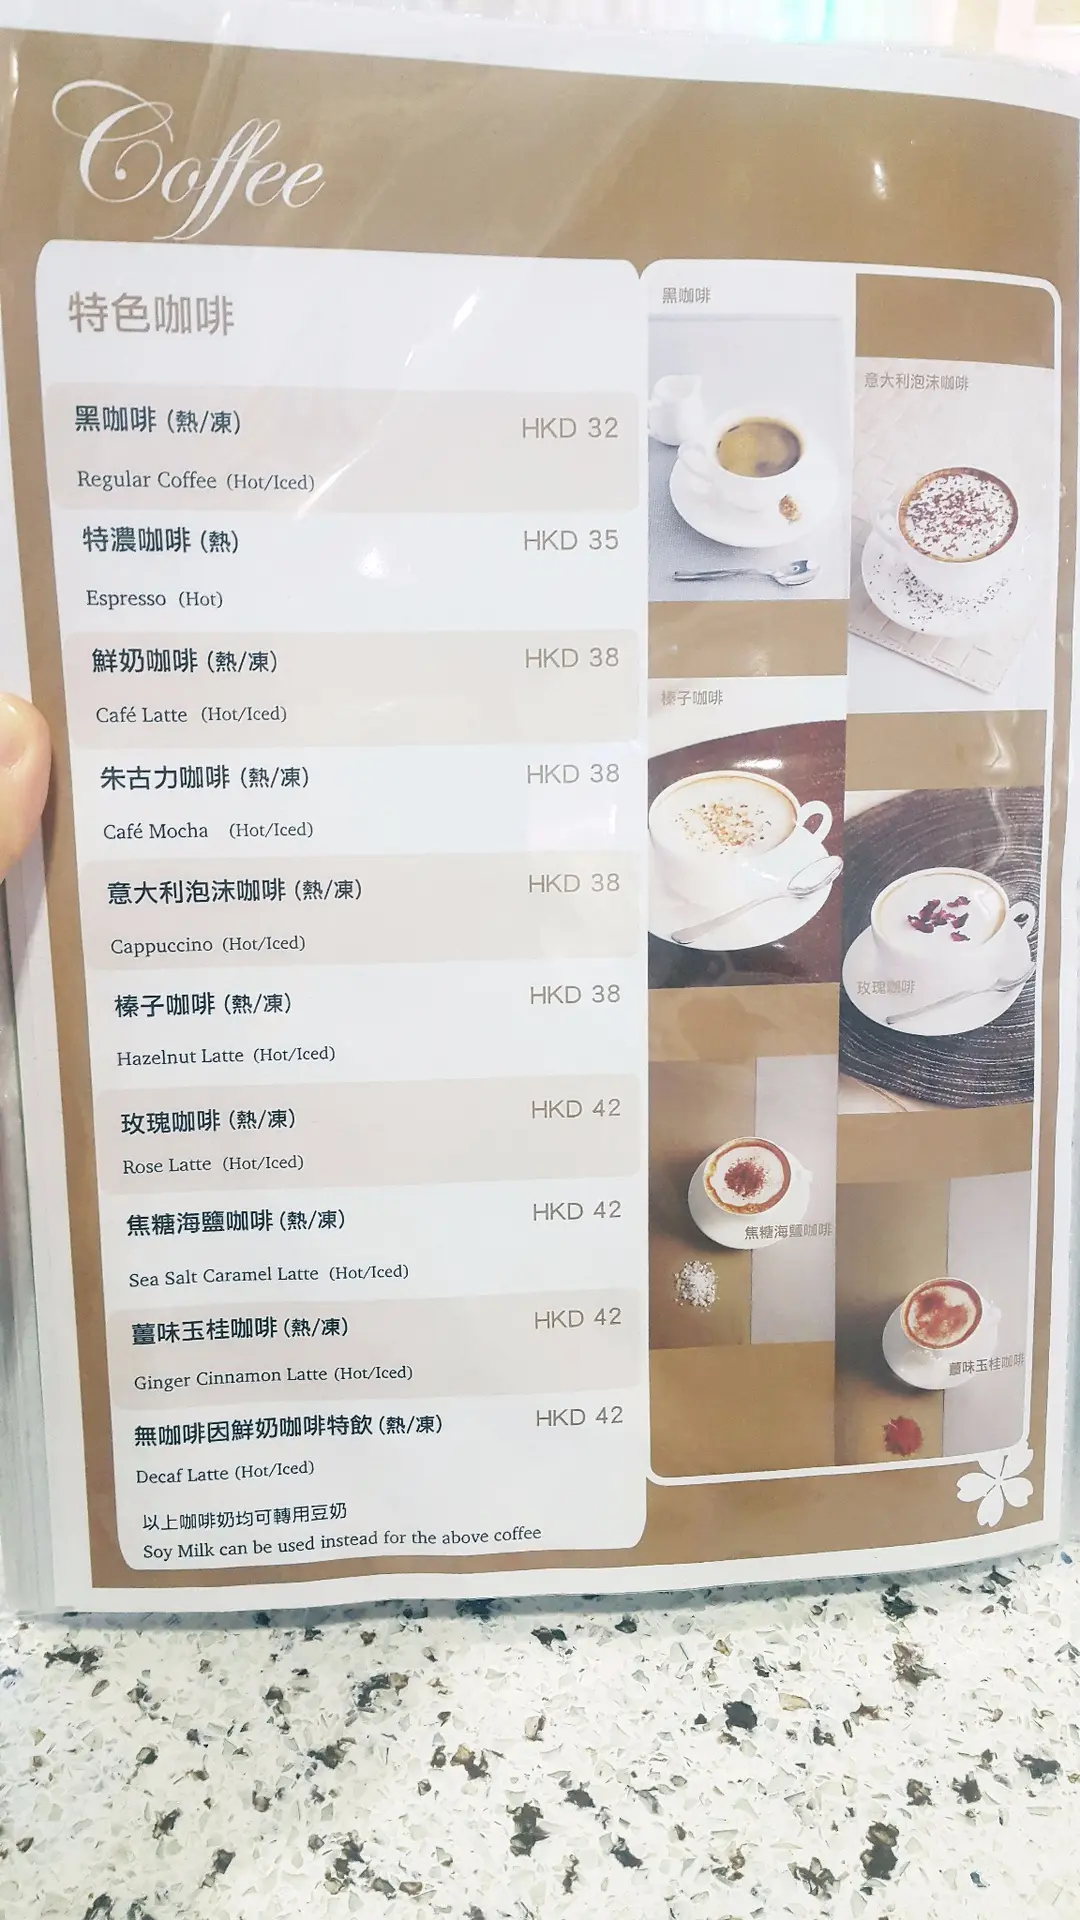 Coffee
特色咖啡
黑咖啡 (熱/凍)
HKD 32
Regular Coffee (Hot/Iced)
特濃咖啡 (熱)
HKD 35
Espresso (Hot)
鮮奶咖啡 (熱/凍)
HKD 38
Café Latte (Hot/Iced)
朱古力咖啡 (熱/凍)
HKD 38
Café Mocha (Hot/Iced)
意大利泡沫咖啡 (熱/凍)
HKD 38
Cappuccino (Hot/Iced)
榛子咖啡 (熱/凍)
HKD 38
Hazelnut Latte (Hot/Iced)
玫瑰咖啡 (熱/凍)
HKD 42
Rose Latte (Hot/Iced)
焦糖海鹽咖啡 (熱/凍)
HKD 42
Sea Salt Caramel Latte (Hot/Iced)
薑味玉桂咖啡 (熱/凍)
HKD 42
Ginger Cinnamon Latte (Hot/Iced)
無咖啡因鮮奶咖啡特飲 (熱/凍)
HKD 42
Decaf Latte (Hot/Iced)
以上咖啡奶均可轉用豆奶
Soy Milk can be used instead for the above coffee
黑咖啡
意大利泡沫咖啡
榛子咖啡
玫瑰咖啡
焦糖海鹽咖啡
薑味玉桂咖啡